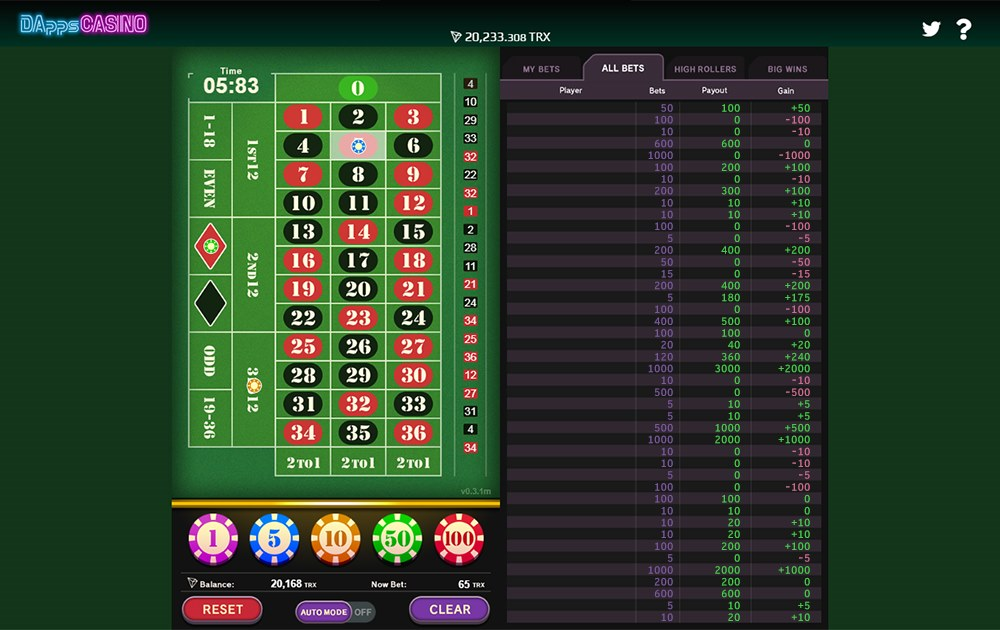 DAppsCASINO
20,233.308 TRX
?
Time
05:83
0
1 2 3
4 6
7 8 9
10 11 12
13 14 15
16 17 18
19 20 21
22 23 24
25 26 27
28 29 30
31 32 33
34 35 36
2TO1 2TO1 2TO1
1-18
EVEN
ODD
19-36
1ST12
2ND12
3 12
4
10
29
33
32
22
32
1
2
28
11
21
24
34
25
36
12
27
31
4
34
v0.3.1m
1 5 10 50 100
Balance: 20,168 TRX Now Bet: 65 TRX
RESET AUTO MODE OFF CLEAR
MY BETS ALL BETS HIGH ROLLERS BIG WINS
Player Bets Payout Gain
50 100 +50
100 0 -100
10 0 -10
600 600 0
1000 0 -1000
100 200 +100
10 0 -10
200 300 +100
10 10 +10
10 10 +10
100 0 -100
5 0 -5
200 400 +200
50 0 -50
15 0 -15
200 400 +200
5 180 +175
100 0 -100
400 500 +100
100 100 0
20 40 +20
120 360 +240
1000 3000 +2000
10 0 -10
500 0 -500
5 10 +5
5 10 +5
500 1000 +500
1000 2000 +1000
10 0 -10
10 0 -10
5 0 -5
100 0 -100
100 100 0
10 10 0
10 20 +10
10 20 +10
100 200 +100
5 0 -5
1000 2000 +1000
200 200 0
600 600 0
5 10 +5
10 20 +10